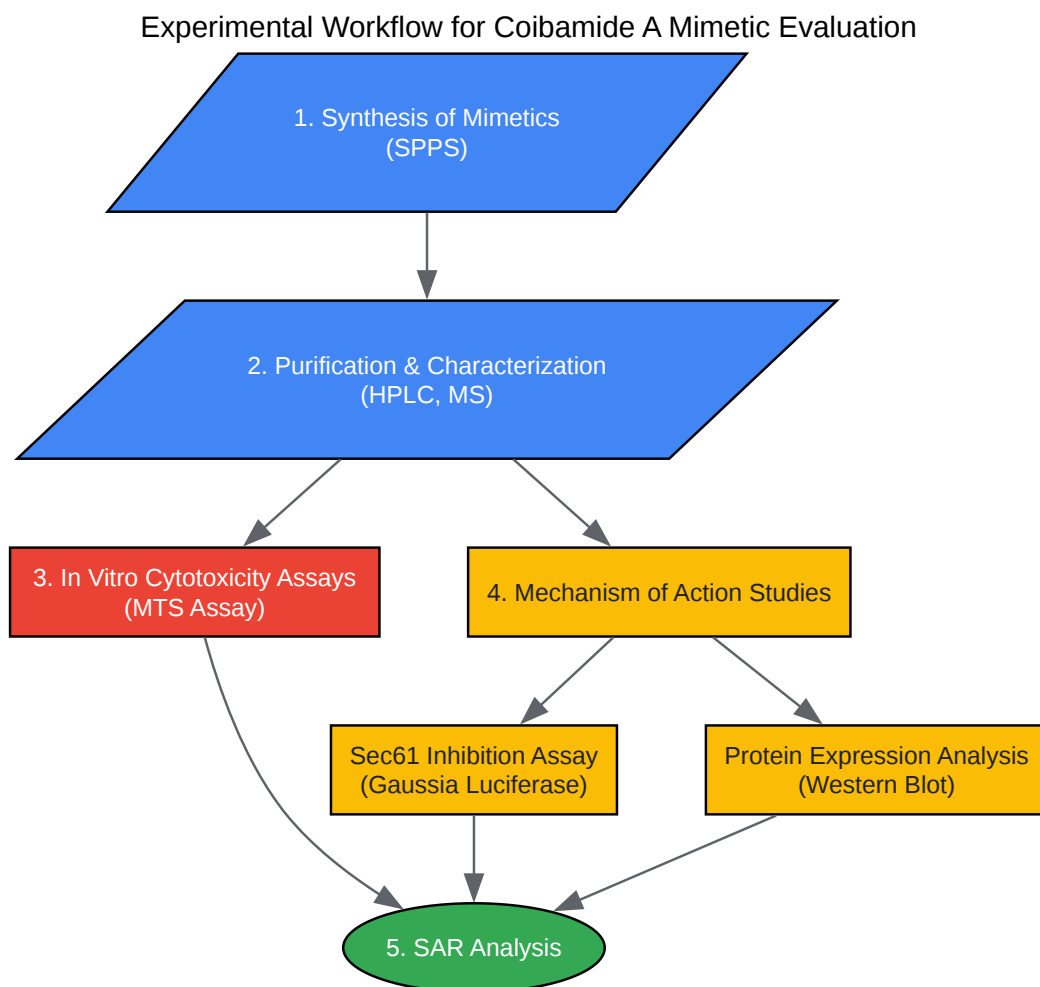 Experimental Workflow for Coibamide A Mimetic Evaluation
1. Synthesis of Mimetics
(SPPS)
2. Purification & Characterization
(HPLC, MS)
3. In Vitro Cytotoxicity Assays
(MTS Assay)
4. Mechanism of Action Studies
Sec61 Inhibition Assay
(Gaussia Luciferase)
Protein Expression Analysis
(Western Blot)
5. SAR Analysis